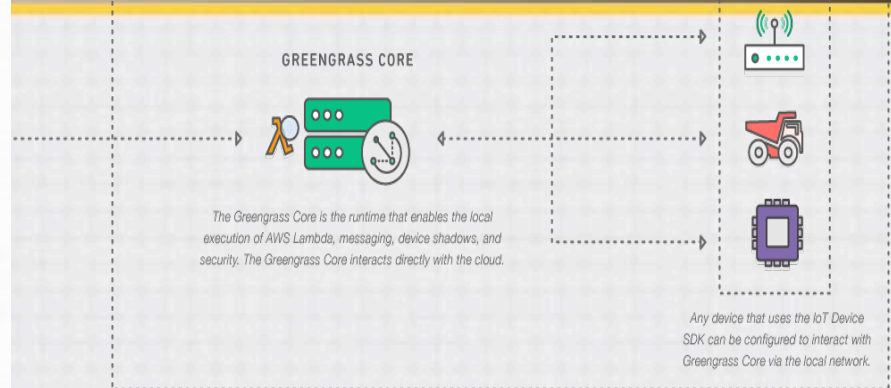 GREENGRASS CORE
The Greengrass Core is the runtime that enables the local
execution of AWS Lambda, messaging, device shadows, and
security. The Greengrass Core interacts directly with the cloud.
Any device that uses the IoT Device
SDK can be configured to interact with
Greengrass Core via the local network.